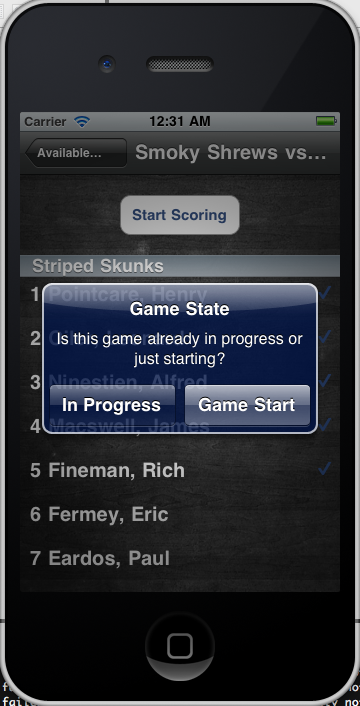 Carrier 12:31 AM
Available... Smoky Shrews vs...
Start Scoring
Striped Skunks
1 Pointcare, Henry
Game State
Is this game already in progress or
just starting?
2
3 Ninestien, Alfred
In Progress Game Start
4 Macswell, James
5 Fineman, Rich
6 Fermey, Eric
7 Eardos, Paul